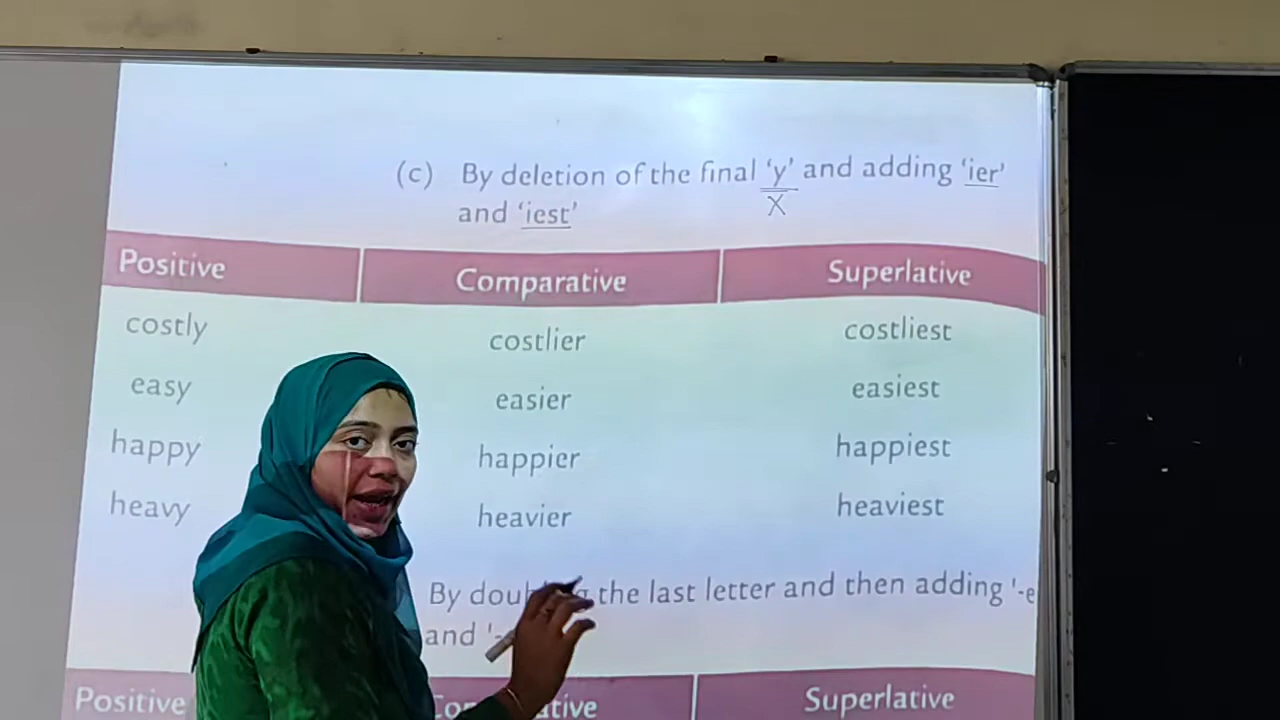 (c) By deletion of the final 'y' and adding 'ier'
X
and 'iest'
Positive Comparative Superlative
costly costlier costliest
easy easier easiest
happy happier happiest
heavy heavier heaviest
By the last letter and then adding '-e
and '-
Positive Superlative